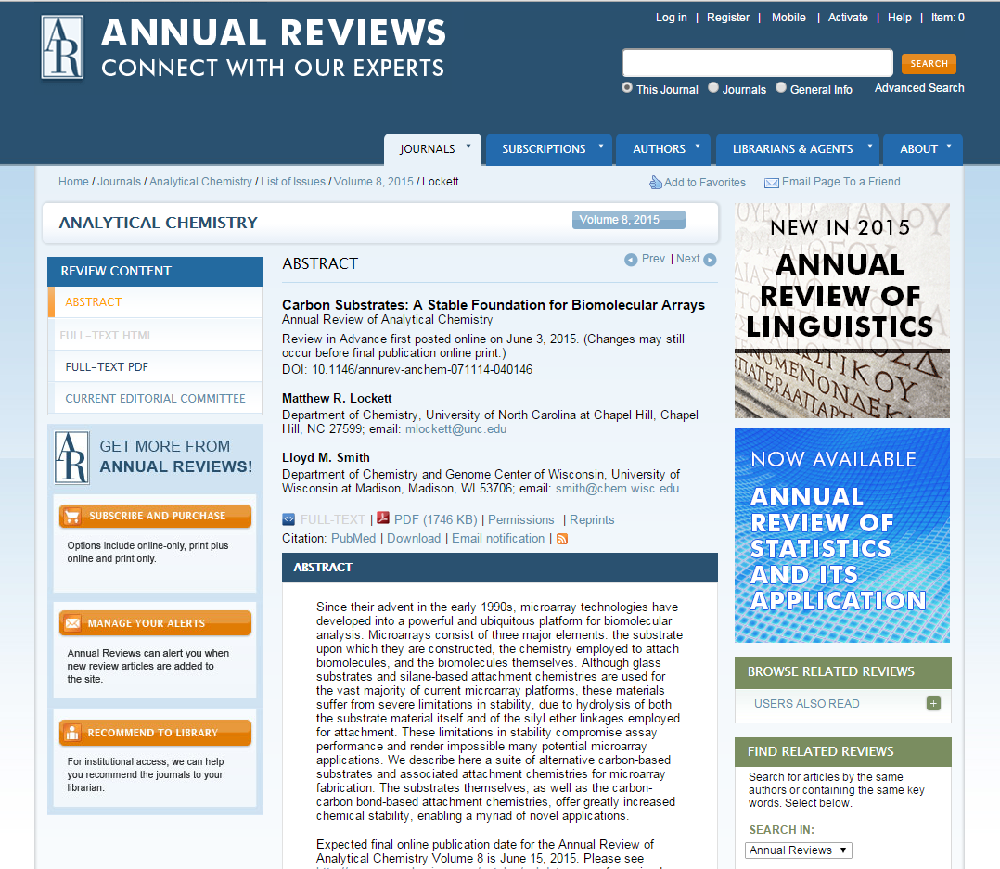 ANNUAL REVIEWS
CONNECT WITH OUR EXPERTS
Log in | Register | Mobile | Activate | Help | Item: 0
SEARCH
This Journal Journals General Info Advanced Search
JOURNALS SUBSCRIPTIONS AUTHORS LIBRARIANS & AGENTS ABOUT
Home / Journals / Analytical Chemistry / List of Issues / Volume 8, 2015 / Lockett
Add to Favorites Email Page To a Friend
ANALYTICAL CHEMISTRY
Volume 8, 2015
REVIEW CONTENT
ABSTRACT
FULL-TEXT HTML
FULL-TEXT PDF
CURRENT EDITORIAL COMMITTEE
AR
GET MORE FROM
ANNUAL REVIEWS!
SUBSCRIBE AND PURCHASE
Options include online-only, print plus
online and print only.
MANAGE YOUR ALERTS
Annual Reviews can alert you when
new review articles are added to
the site.
RECOMMEND TO LIBRARY
For institutional access, we can help
you recommend the journals to your
librarian.
ABSTRACT
Prev. | Next
Carbon Substrates: A Stable Foundation for Biomolecular Arrays
Annual Review of Analytical Chemistry
Review in Advance first posted online on June 3, 2015. (Changes may still
occur before final publication online print.)
DOI: 10.1146/annurev-anchem-071114-040146
Matthew R. Lockett
Department of Chemistry, University of North Carolina at Chapel Hill, Chapel
Hill, NC 27599; email: mlockett@unc.edu
Lloyd M. Smith
Department of Chemistry and Genome Center of Wisconsin, University of
Wisconsin at Madison, Madison, WI 53706; email: smith@chem.wisc.edu
FULL-TEXT | PDF (1746 KB) | Permissions | Reprints
Citation: PubMed | Download | Email notification |
ABSTRACT
Since their advent in the early 1990s, microarray technologies have
developed into a powerful and ubiquitous platform for biomolecular
analysis. Microarrays consist of three major elements: the substrate
upon which they are constructed, the chemistry employed to attach
biomolecules, and the biomolecules themselves. Although glass
substrates and silane-based attachment chemistries are used for
the vast majority of current microarray platforms, these materials
suffer from severe limitations in stability, due to hydrolysis of both
the substrate material itself and of the silyl ether linkages employed
for attachment. These limitations in stability compromise assay
performance and render impossible many potential microarray
applications. We describe here a suite of alternative carbon-based
substrates and associated attachment chemistries for microarray
fabrication. The substrates themselves, as well as the carbon-
carbon bond-based attachment chemistries, offer greatly increased
chemical stability, enabling a myriad of novel applications.
Expected final online publication date for the Annual Review of
Analytical Chemistry Volume 8 is June 15, 2015. Please see
NEW IN 2015
ANNUAL
REVIEW OF
LINGUISTICS
NOW AVAILABLE
ANNUAL
REVIEW OF
STATISTICS
AND ITS
APPLICATION
BROWSE RELATED REVIEWS
USERS ALSO READ +
FIND RELATED REVIEWS
Search for articles by the same
authors or containing the same key
words. Select below.
SEARCH IN:
Annual Reviews